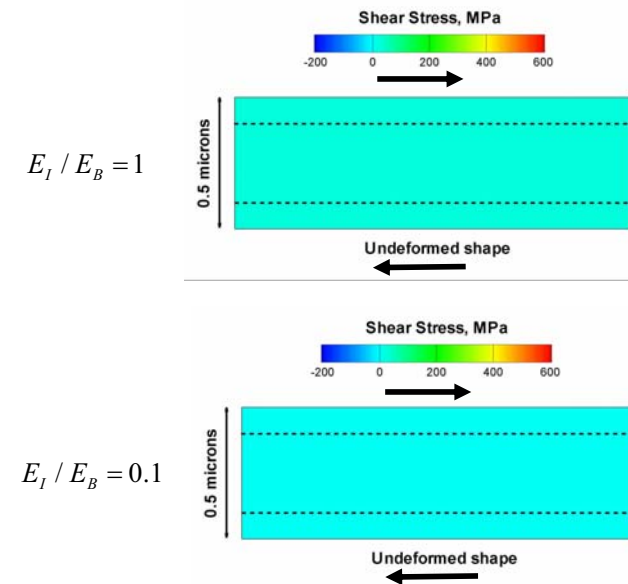 Shear Stress, MPa
-200 0 200 400 600
E_I / E_B = 1
0.5 microns
Undeformed shape
Shear Stress, MPa
-200 0 200 400 600
E_I / E_B = 0.1
0.5 microns
Undeformed shape